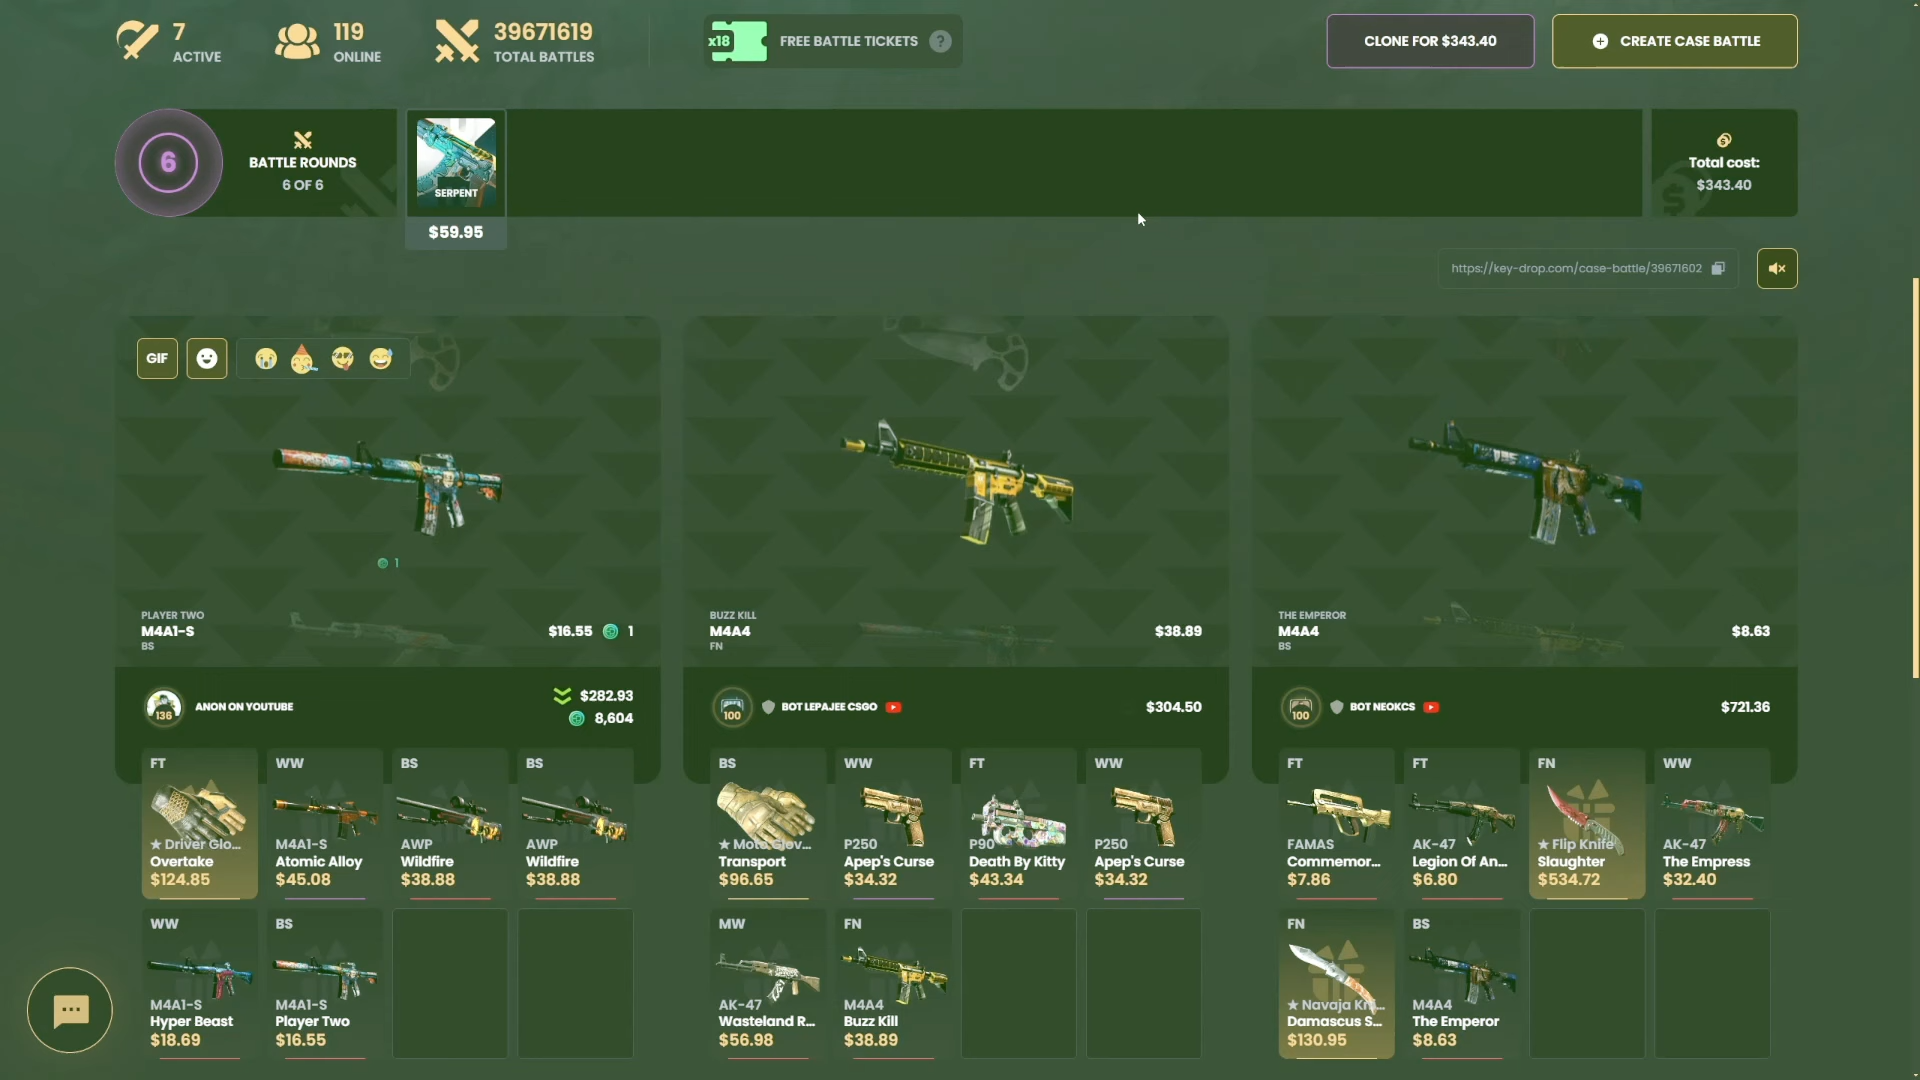 7
ACTIVE
119
ONLINE
39671619
TOTAL BATTLES
x18
FREE BATTLE TICKETS
?
CLONE FOR $343.40
CREATE CASE BATTLE
6
BATTLE ROUNDS
6 OF 6
SERPENT
$59.95
Total cost:
$343.40
https://key-drop.com/case-battle/39671602
GIF
1
PLAYER TWO
M4A1-S
BS
$16.55
1
BUZZ KILL
M4A4
FN
$38.89
THE EMPEROR
M4A4
BS
$8.63
136
ANON ON YOUTUBE
$282.93
8,604
100
BOT LEPAJEE CSGO
$304.50
100
BOT NEOKCS
$721.36
FT
★ Driver Glo...
Overtake
$124.85
WW
M4A1-S
Atomic Alloy
$45.08
BS
AWP
Wildfire
$38.88
BS
AWP
Wildfire
$38.88
BS
★ Moto Glov...
Transport
$96.65
WW
P250
Apep's Curse
$34.32
FT
P90
Death By Kitty
$43.34
WW
P250
Apep's Curse
$34.32
FT
FAMAS
Commemor...
$7.86
FT
AK-47
Legion Of An...
$6.80
FN
★ Flip Knife
Slaughter
$534.72
WW
AK-47
The Empress
$32.40
WW
M4A1-S
Hyper Beast
$18.69
BS
M4A1-S
Player Two
$16.55
MW
AK-47
Wasteland R...
$56.98
FN
M4A4
Buzz Kill
$38.89
FN
★ Navaja Kni...
Damascus S...
$130.95
BS
M4A4
The Emperor
$8.63